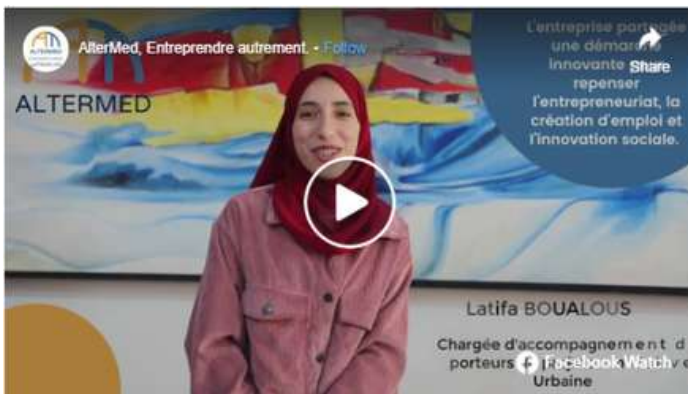 AlterMed, Entreprendre autrement. · Follow
ALTERMED
L'entreprise partagée
une démarche
innovante
repenser
l'entrepreneuriat, la
création d'emploi et
l'innovation sociale.
Share
Latifa BOUALOUS
Chargée d'accompagnement d
porteurs
Facebook Watch
Urbaine